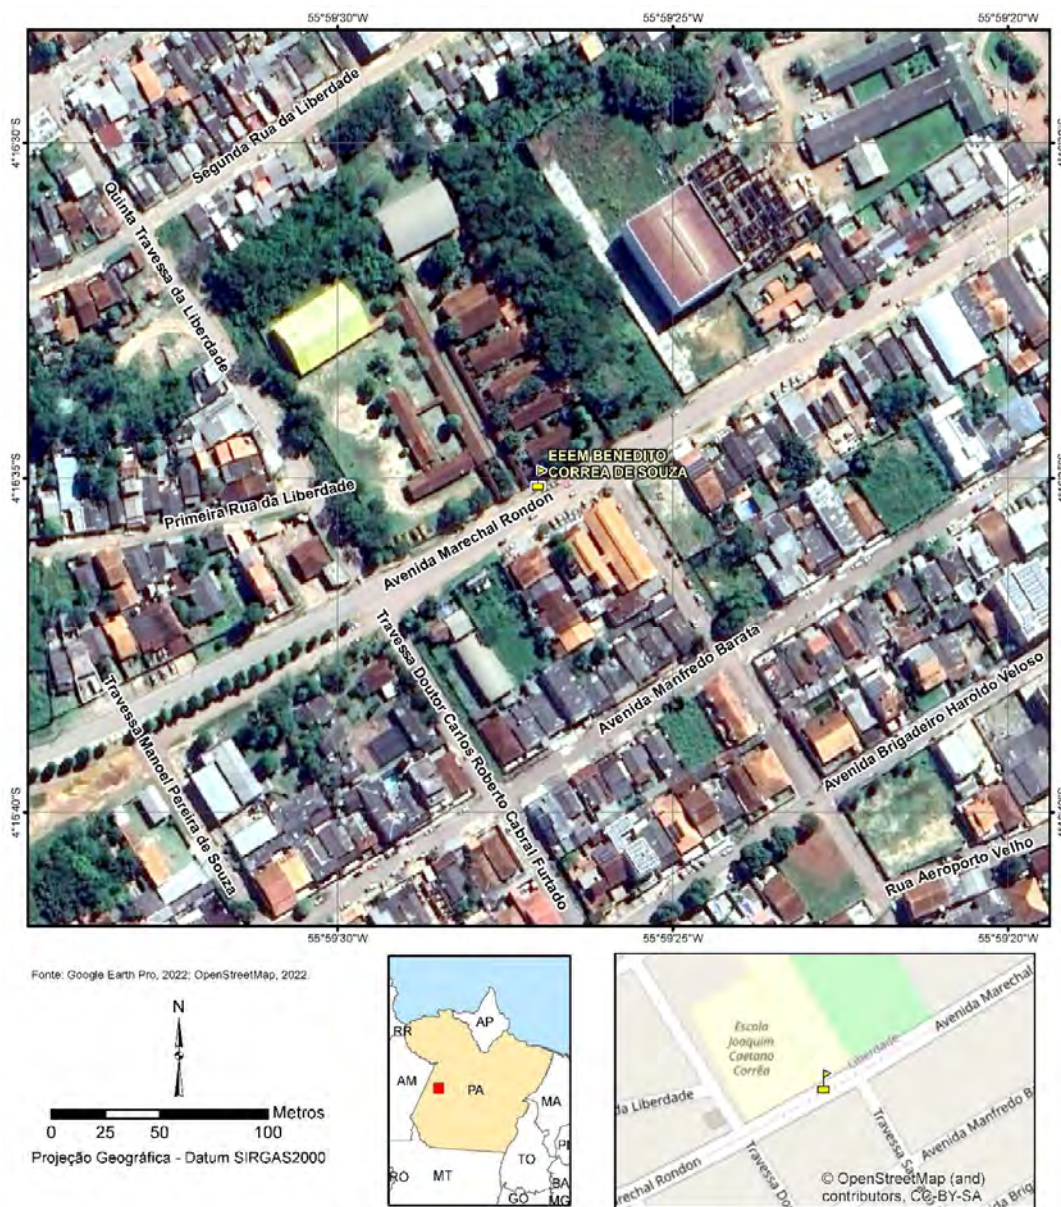 55°59'30"W 55°59'25"W 55°59'20"W
4°16'30"S
Segunda Rua da Liberdade
Quinta Travessa da Liberdade
EEEM BENEDITO
CORREA DE SOUZA
4°16'35"S
Primeira Rua da Liberdade
Avenida Marechal Rondon
Travessa Doutor Carlos Roberto Cabral Furtado
Avenida Manfredo Barata
Avenida Brigadeiro Haroldo Veloso
Travessa Manoel Pereira de Souza
4°16'40"S
Rua Aeroporto Velho
55°59'30"W 55°59'25"W 55°59'20"W
Fonte: Google Earth Pro, 2022; OpenStreetMap, 2022.
N
Metros
0 25 50 100
Projeção Geográfica - Datum SIRGAS2000
RR
AP
AM
PA
MA
PI
TO
RO
MT
BA
GO
MG
Escola
Joaquim
Caetano
Corrêa
Avenida Marechal
Liberdade
da Liberdade
Avenida Manfredo
Travessa
Rondon
Travessa
© OpenStreetMap (and)
contributors, CC-BY-SA